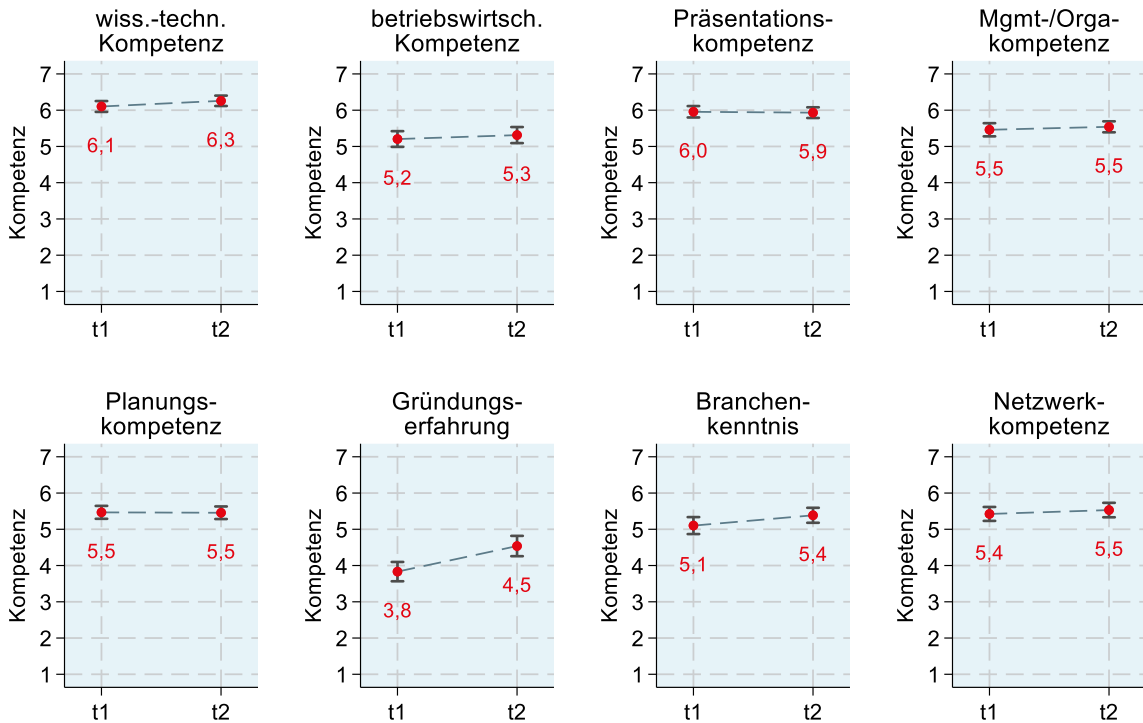 wiss.-techn.
Kompetenz
betriebswirtsch.
Kompetenz
Präsentations-
kompetenz
Mgmt-/Orga-
kompetenz
Kompetenz
7
6
5
4
3
2
1
6,1
6,3
t1
t2
Kompetenz
7
6
5
4
3
2
1
5,2
5,3
t1
t2
Kompetenz
7
6
5
4
3
2
1
6,0
5,9
t1
t2
Kompetenz
7
6
5
4
3
2
1
5,5
5,5
t1
t2
Planungs-
kompetenz
Gründungs-
erfahrung
Branchen-
kenntnis
Netzwerk-
kompetenz
Kompetenz
7
6
5
4
3
2
1
5,5
5,5
t1
t2
Kompetenz
7
6
5
4
3
2
1
3,8
4,5
t1
t2
Kompetenz
7
6
5
4
3
2
1
5,1
5,4
t1
t2
Kompetenz
7
6
5
4
3
2
1
5,4
5,5
t1
t2